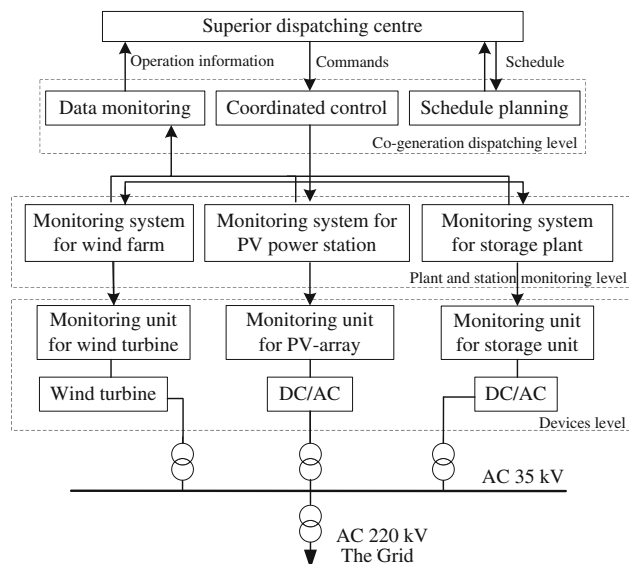 Superior dispatching centre
Operation information
Commands
Schedule
Data monitoring
Coordinated control
Schedule planning
Co-generation dispatching level
Monitoring system
for wind farm
Monitoring system for
PV power station
Monitoring system
for storage plant
Plant and station monitoring level
Monitoring unit
for wind turbine
Monitoring unit
for PV-array
Monitoring unit
for storage unit
Wind turbine
DC/AC
DC/AC
Devices level
AC 35 kV
AC 220 kV
The Grid